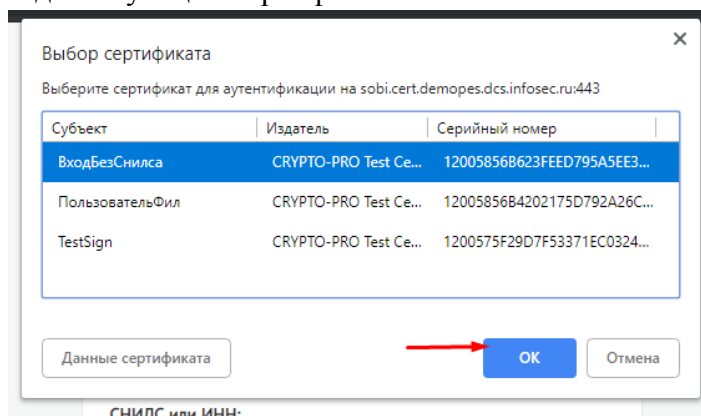 Выбор сертификата
Выберите сертификат для аутентификации на sobi.cert.demopes.dcs.infosec.ru:443
Субъект Издатель Серийный номер
ВходБезСнилса CRYPTO-PRO Test Ce... 12005856B623FEED795A5EE3...
ПользовательФил CRYPTO-PRO Test Ce... 12005856B4202175D792A26C...
TestSign CRYPTO-PRO Test Ce... 1200575F29D7F53371EC0324...
Данные сертификата ОК Отмена
СНИЛС или ИНН: